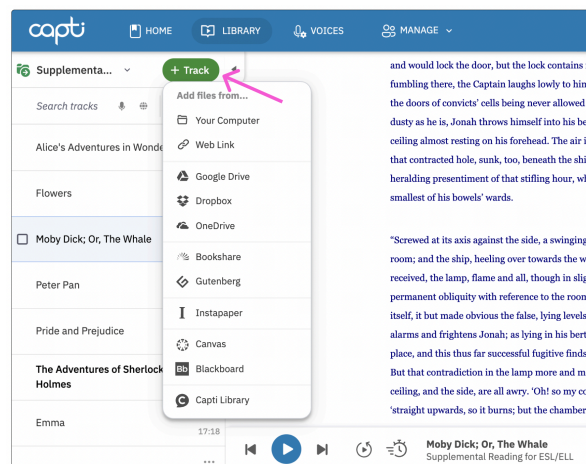 capti
HOME
LIBRARY
VOICES
MANAGE
Supplementa...
+ Track
Search tracks
Alice's Adventures in Wonde
Flowers
Moby Dick; Or, The Whale
Peter Pan
Pride and Prejudice
The Adventures of Sherlock
Holmes
Emma
17:18
Add files from...
Your Computer
Web Link
Google Drive
Dropbox
OneDrive
Bookshare
Gutenberg
Instapaper
Canvas
Bb Blackboard
Capti Library
and would lock the door, but the lock contains
fumbling there, the Captain laughs lowly to him
the doors of convicts' cells being never allowed
dusty as he is, Jonah throws himself into his be
ceiling almost resting on his forehead. The air i
that contracted hole, sunk, too, beneath the shi
heralding presentiment of that stifling hour, wh
smallest of his bowels' wards.
"Screwed at its axis against the side, a swinging
room; and the ship, heeling over towards the w
received, the lamp, flame and all, though in slig
permanent obliquity with reference to the room
itself, it but made obvious the false, lying levels
alarms and frightens Jonah; as lying in his bert
place, and this thus far successful fugitive finds
But that contradiction in the lamp more and m
ceiling, and the side, are all awry. 'Oh! so my co
'straight upwards, so it burns; but the chamber
Moby Dick; Or, The Whale
Supplemental Reading for ESL/ELL